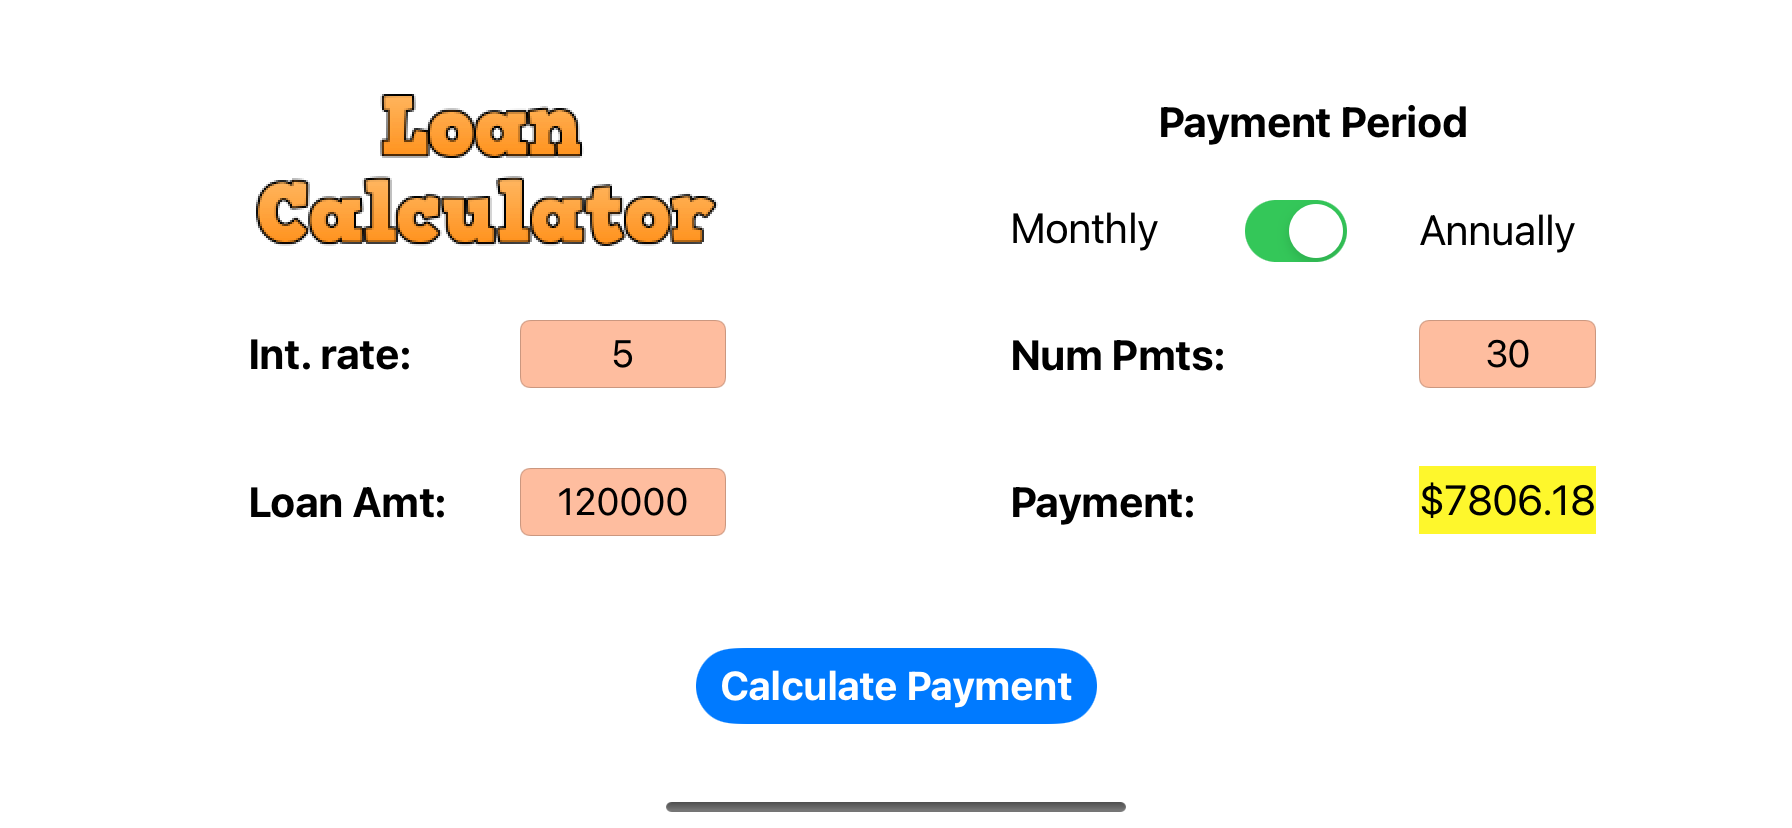 Loan
Calculator
Payment Period
Monthly
Annually
Int. rate:
5
Num Pmts:
30
Loan Amt:
120000
Payment:
$7806.18
Calculate Payment